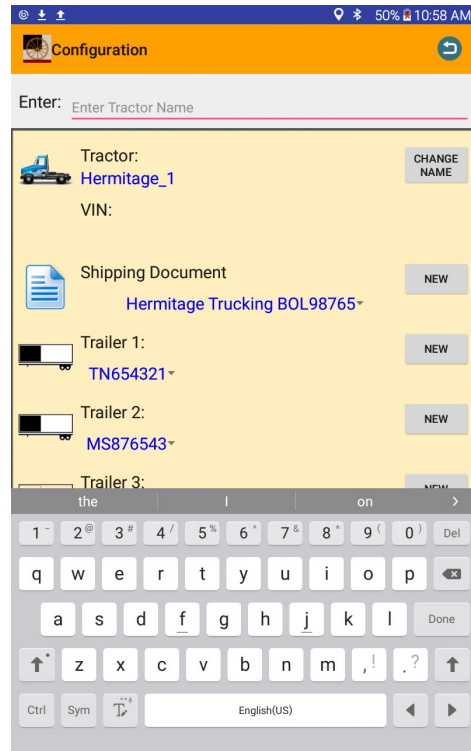 50% 10:58 AM
Configuration
Enter: Enter Tractor Name
Tractor:
Hermitage_1
CHANGE
NAME
VIN:
Shipping Document
NEW
Hermitage Trucking BOL98765
Trailer 1:
NEW
TN654321
Trailer 2:
NEW
MS876543
Trailer 3:
NEW
the I on
1 - 2 @ 3 # 4 / 5 % 6 ^ 7 & 8 * 9 ( 0 ) Del
q w e r t y u i o p
a s d f g h j k l Done
z x c v b n m , ! . ?
Ctrl Sym T English(US)